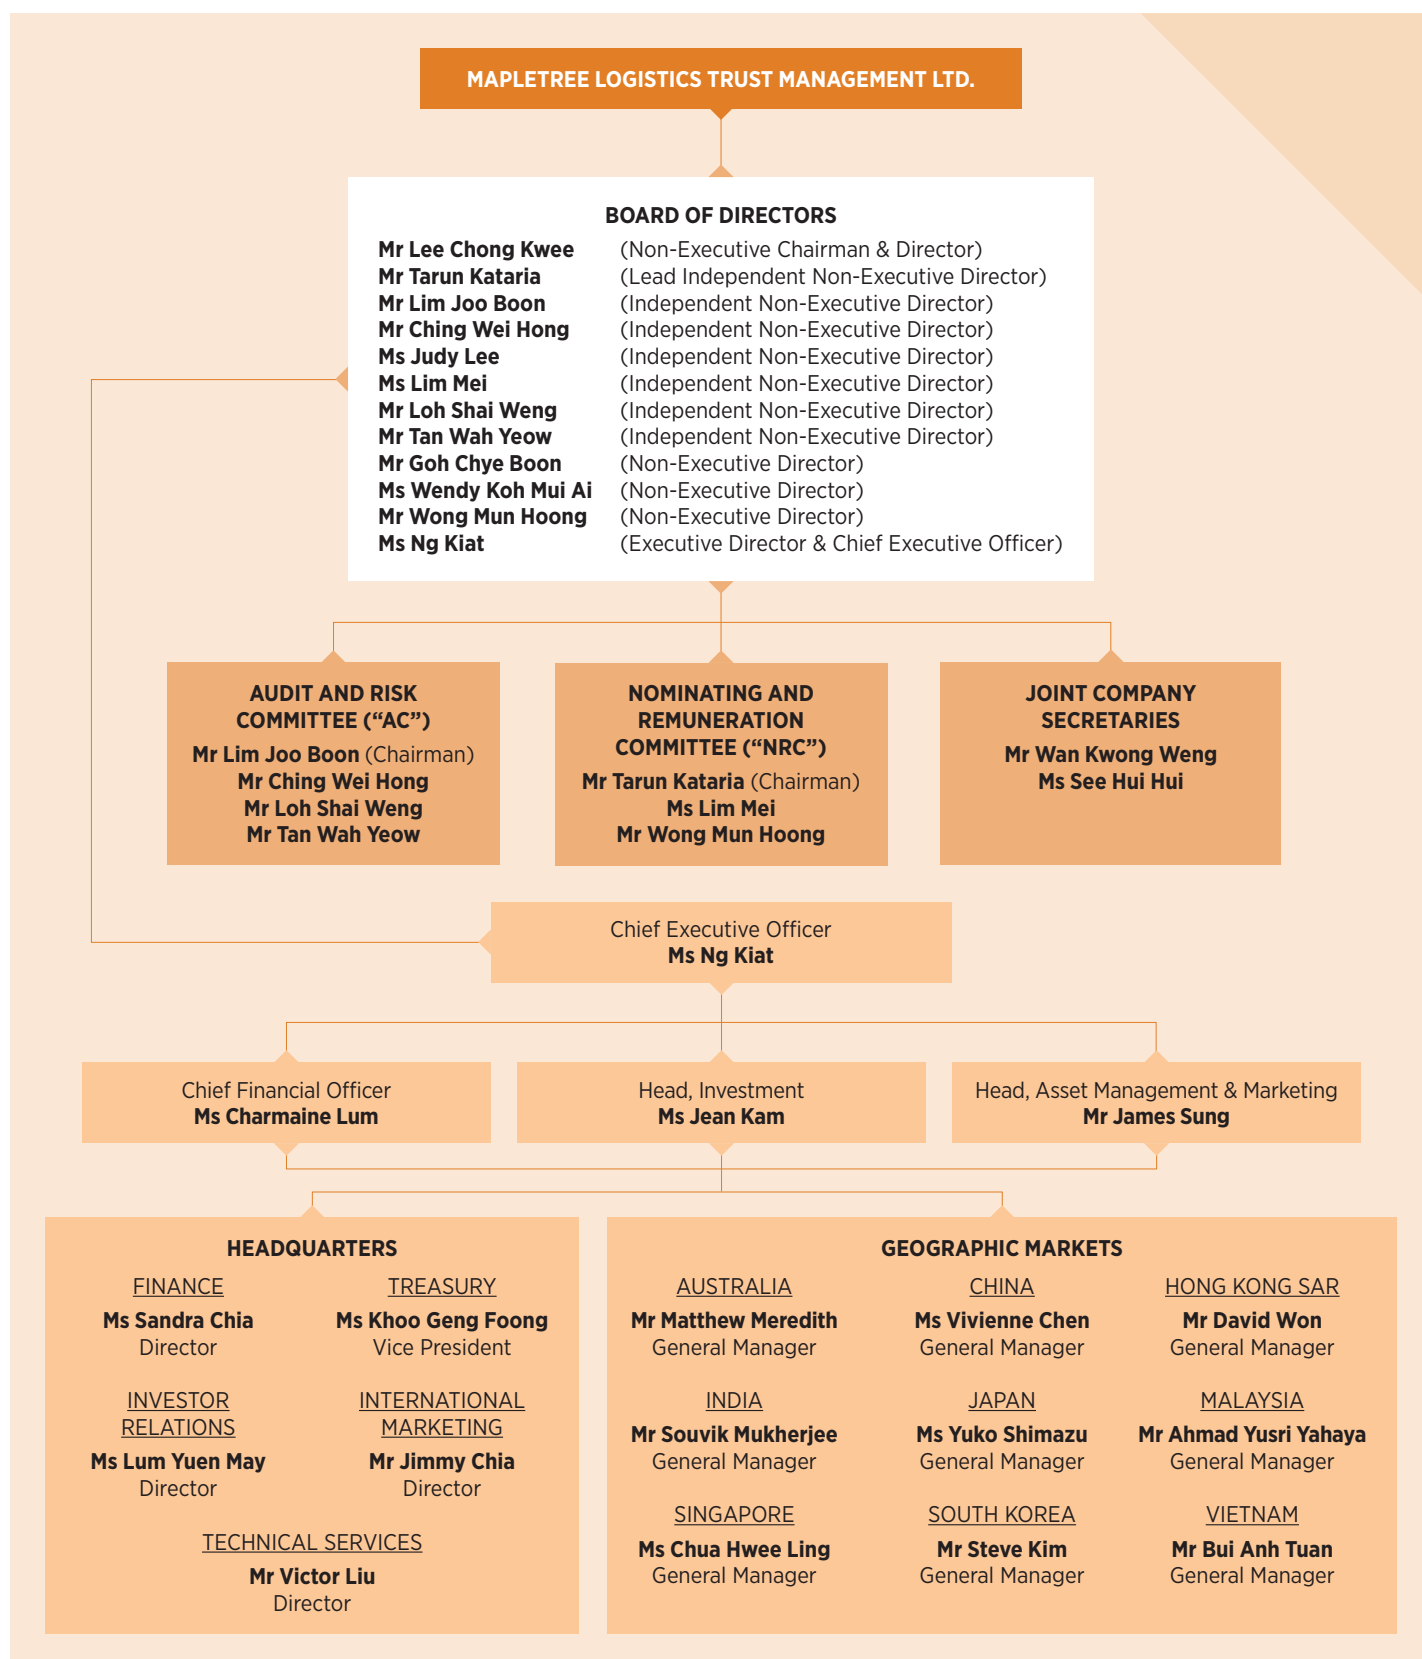 MAPLETREE LOGISTICS TRUST MANAGEMENT LTD.
BOARD OF DIRECTORS
Mr Lee Chong Kwee (Non-Executive Chairman & Director)
Mr Tarun Kataria (Lead Independent Non-Executive Director)
Mr Lim Joo Boon (Independent Non-Executive Director)
Mr Ching Wei Hong (Independent Non-Executive Director)
Ms Judy Lee (Independent Non-Executive Director)
Ms Lim Mei (Independent Non-Executive Director)
Mr Loh Shai Weng (Independent Non-Executive Director)
Mr Tan Wah Yeow (Independent Non-Executive Director)
Mr Goh Chye Boon (Non-Executive Director)
Ms Wendy Koh Mui Ai (Non-Executive Director)
Mr Wong Mun Hoong (Non-Executive Director)
Ms Ng Kiat (Executive Director & Chief Executive Officer)
AUDIT AND RISK
COMMITTEE (“AC”)
Mr Lim Joo Boon (Chairman)
Mr Ching Wei Hong
Mr Loh Shai Weng
Mr Tan Wah Yeow
NOMINATING AND
REMUNERATION
COMMITTEE (“NRC”)
Mr Tarun Kataria (Chairman)
Ms Lim Mei
Mr Wong Mun Hoong
JOINT COMPANY
SECRETARIES
Mr Wan Kwong Weng
Ms See Hui Hui
Chief Executive Officer
Ms Ng Kiat
Chief Financial Officer
Ms Charmaine Lum
Head, Investment
Ms Jean Kam
Head, Asset Management & Marketing
Mr James Sung
HEADQUARTERS
FINANCE
Ms Sandra Chia
Director
TREASURY
Ms Khoo Geng Foong
Vice President
INVESTOR
RELATIONS
Ms Lum Yuen May
Director
INTERNATIONAL
MARKETING
Mr Jimmy Chia
Director
TECHNICAL SERVICES
Mr Victor Liu
Director
GEOGRAPHIC MARKETS
AUSTRALIA
Mr Matthew Meredith
General Manager
CHINA
Ms Vivienne Chen
General Manager
HONG KONG SAR
Mr David Won
General Manager
INDIA
Mr Souvik Mukherjee
General Manager
JAPAN
Ms Yuko Shimazu
General Manager
MALAYSIA
Mr Ahmad Yusri Yahaya
General Manager
SINGAPORE
Ms Chua Hwee Ling
General Manager
SOUTH KOREA
Mr Steve Kim
General Manager
VIETNAM
Mr Bui Anh Tuan
General Manager